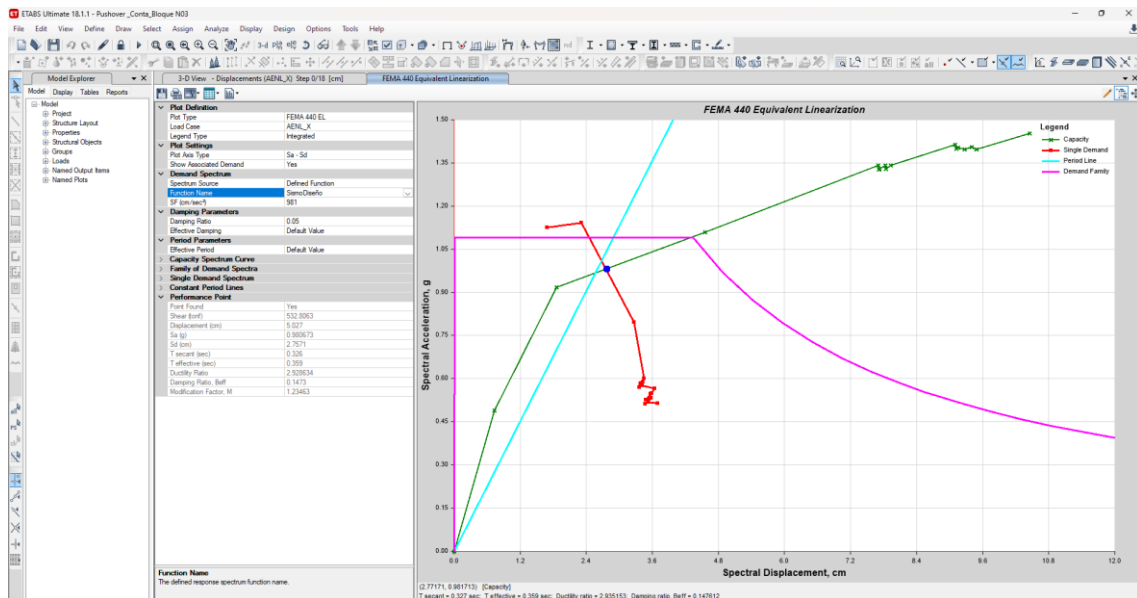 ETABS Ultimate 18.1.1 - Pushover _Conta_Bloque N03
File Edit View Define Draw Select Assign Analyze Display Design Options Tools Help
Model Explorer
3-D View - Displacements (AENL_X) Step 0/18 [cm]
FEMA 440 Equivalent Linearization
Model Display Tables Reports
Model
Project
Structure Layout
Properties
Structural Objects
Groups
Loads
Named Output Items
Named Plots
Plot Definition
Plot Type FEMA 440 EL
Load Case AENL_X
Legend Type Integrated
Plot Settings
Plot Axis Type Sa - Sd
Show Associated Demand Yes
Demand Spectrum
Spectrum Source Defined Function
Function Name SismoDiseño
SF (cm/sec²) 981
Damping Parameters
Damping Ratio 0.05
Effective Damping Default Value
Period Parameters
Effective Period Default Value
Capacity Spectrum Curve
Family of Demand Spectra
Single Demand Spectrum
Constant Period Lines
Performance Point
Point Found Yes
Shear (tonf) 532.8063
Displacement (cm) 5.027
Sa (g) 0.980673
Sd (cm) 2.7571
T secant (sec) 0.326
T effective (sec) 0.359
Ductility Ratio 2.928634
Damping Ratio, Beff 0.1473
Modification Factor, M 1.23463
Function Name
The defined response spectrum function name.
FEMA 440 Equivalent Linearization
Legend
Capacity
Single Demand
Period Line
Demand Family
Spectral Acceleration, g
1.50
1.35
1.20
1.05
0.90
0.75
0.60
0.45
0.30
0.15
0.00
0.0 1.2 2.4 3.6 4.8 6.0 7.2 8.4 9.6 10.8 12.0
Spectral Displacement, cm
(2.77171, 0.981713) [Capacity]
T secant = 0.327 sec; T effective = 0.359 sec; Ductility ratio = 2.935153; Damping ratio, Beff = 0.147612